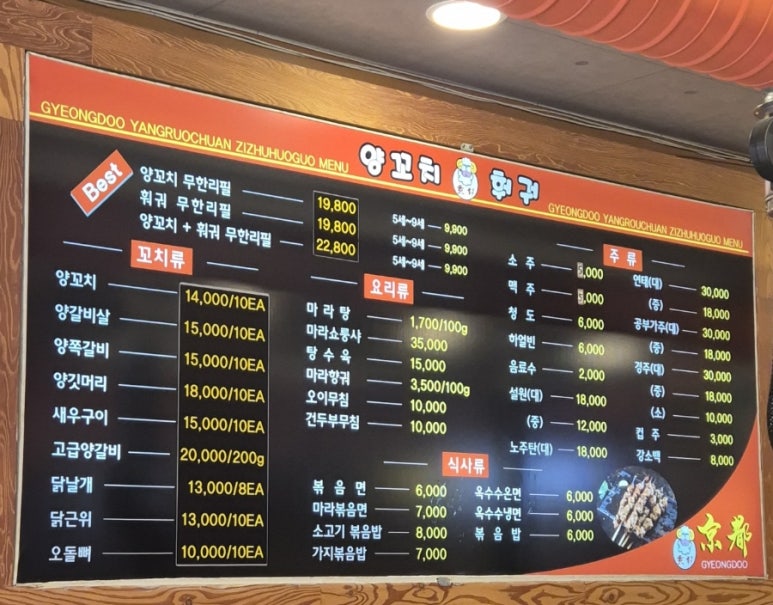 GYEONGDOO YANGRUOCHUAN ZIZHUHUOGUO MENU
양꼬치 훠궈
GYEONGDOO YANGROUCHUAN ZIZHUHUOGUO MENU
Best
양꼬치 무한리필 19,800 5세~9세 9,900
훠궈 무한리필 19,800 5세~9세 9,900
양꼬치 + 훠궈 무한리필 22,800 5세~9세 9,900
꼬치류
양꼬치 14,000/10EA
양갈비살 15,000/10EA
양쪽갈비 15,000/10EA
양깃머리 18,000/10EA
새우구이 15,000/10EA
고급양갈비 20,000/200g
닭날개 13,000/8EA
닭근위 13,000/10EA
오돌뼈 10,000/10EA
요리류
마라탕 1,700/100g
마라쇼룽샤 35,000
탕수육 15,000
마라향궈 3,500/100g
오이무침 10,000
건두부무침 10,000
주류
소주 5,000
맥주 5,000
청도 6,000
하얼빈 6,000
음료수 2,000
설원(대) 18,000
(중) 12,000
노주탄(대) 18,000
연태(대) 30,000
(중) 18,000
공부가주(대) 30,000
(중) 18,000
경주(대) 30,000
(중) 18,000
(소) 10,000
컵주 3,000
강소백 8,000
식사류
볶음면 6,000
마라볶음면 7,000
소고기 볶음밥 8,000
가지볶음밥 7,000
옥수수온면 6,000
옥수수냉면 6,000
볶음밥 6,000
京都
GYEONGDOO